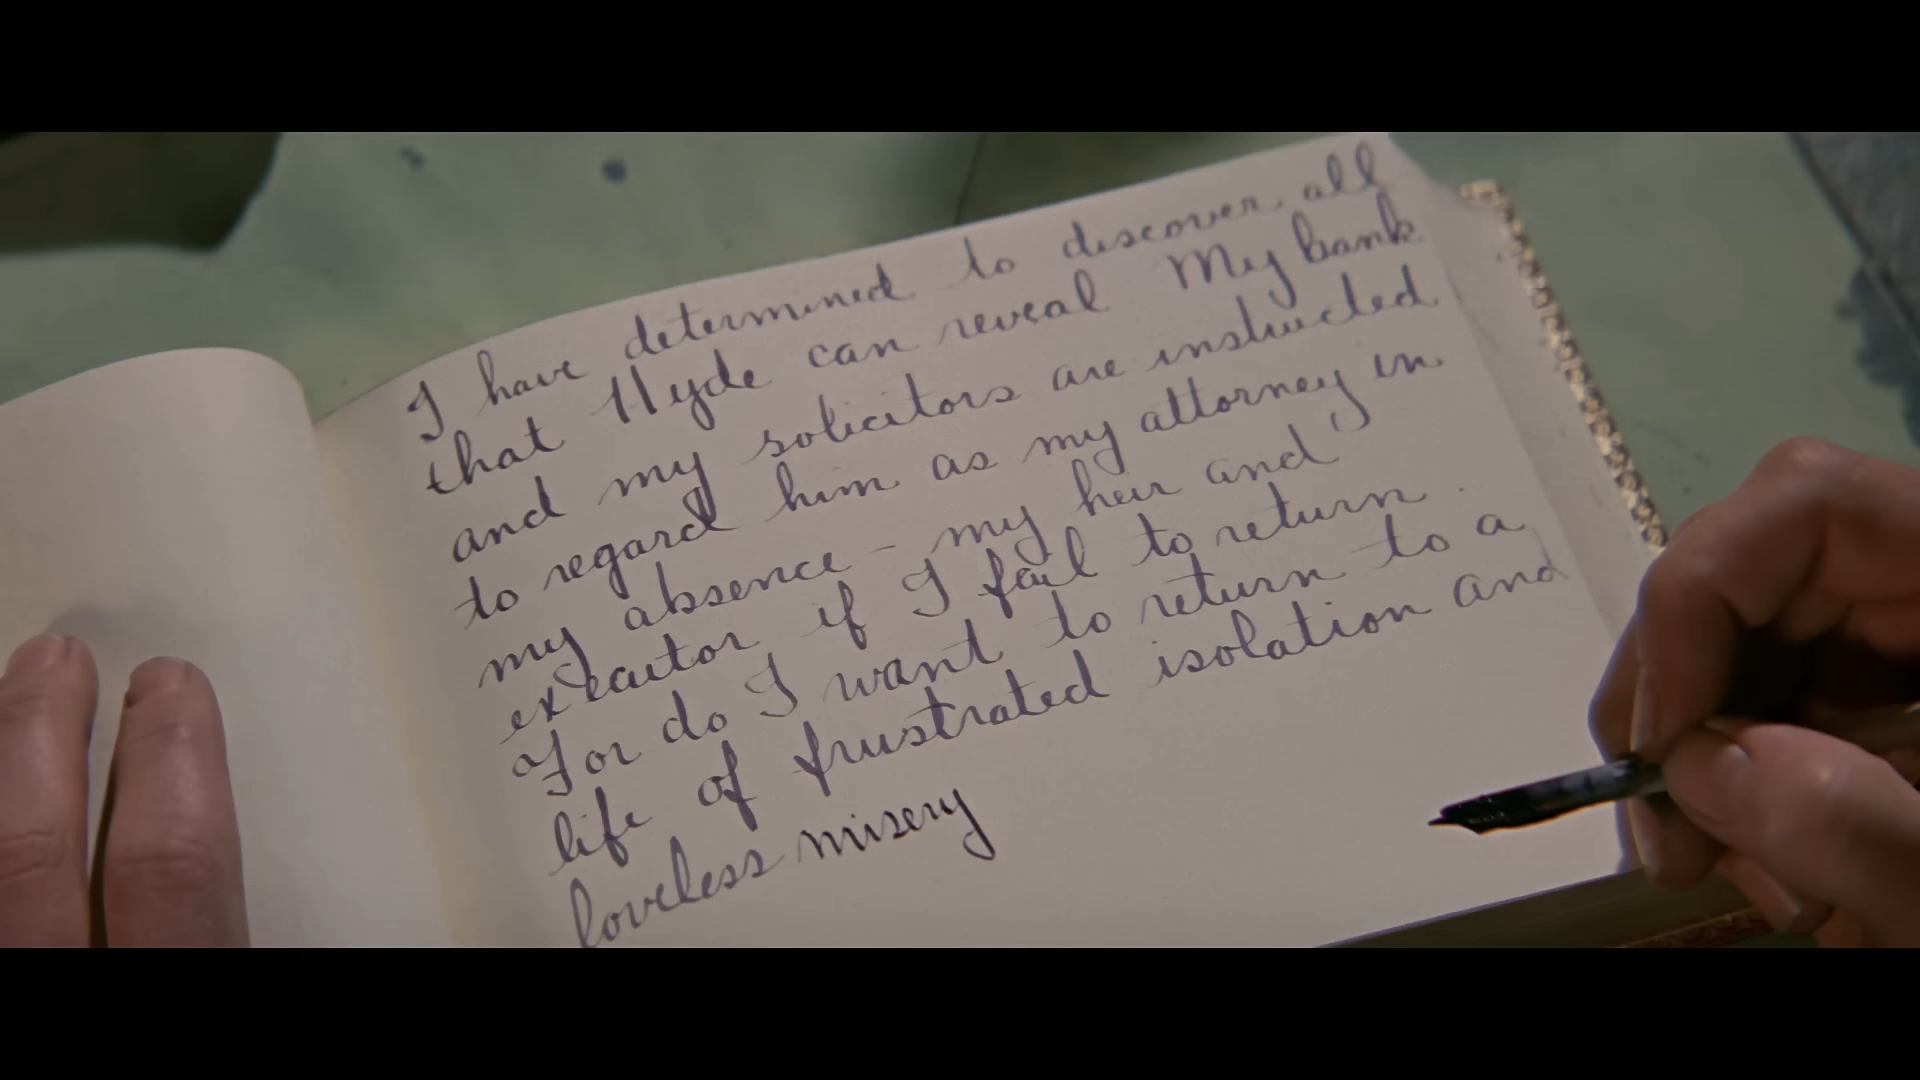 I have determined to discover all
that Hyde can reveal My bank
and my solicitors are instructed
to regard him as my attorney in
my absence - my heir and
executor if I fail to return.
For do I want to return to a
life of frustrated isolation and
loveless misery